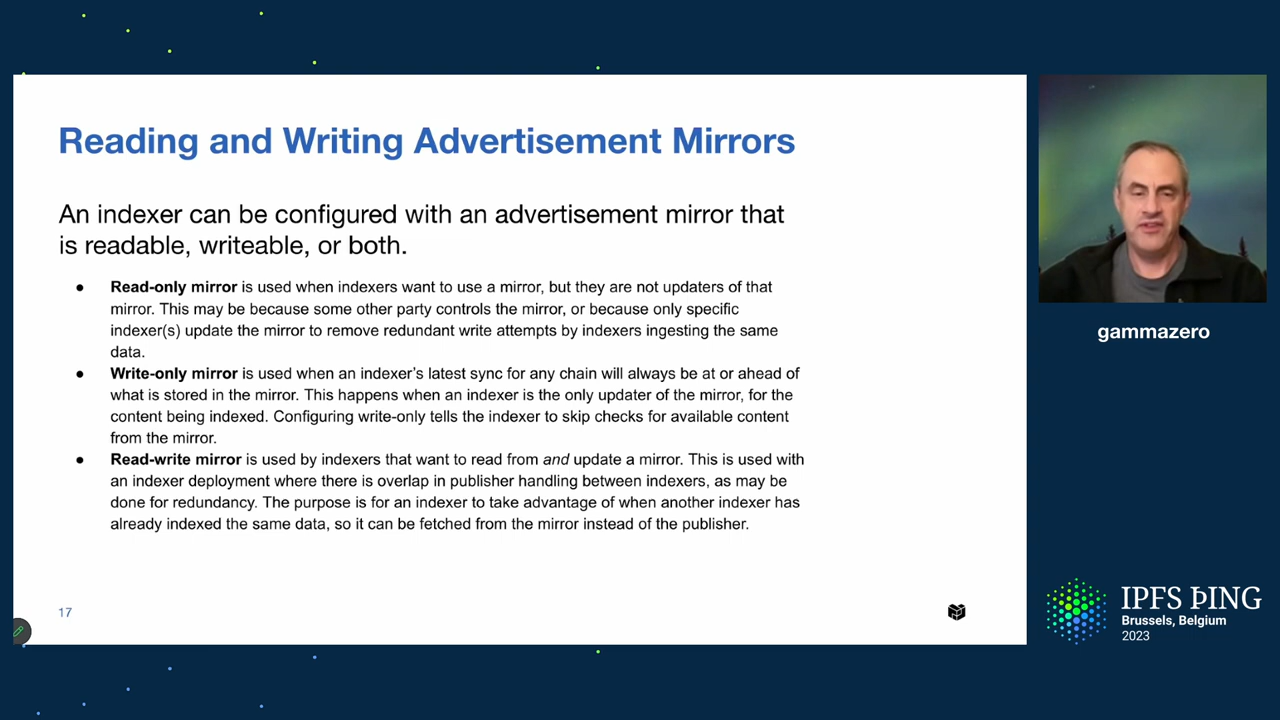 Reading and Writing Advertisement Mirrors
An indexer can be configured with an advertisement mirror that
is readable, writeable, or both.
● Read-only mirror is used when indexers want to use a mirror, but they are not updaters of that
mirror. This may be because some other party controls the mirror, or because only specific
indexer(s) update the mirror to remove redundant write attempts by indexers ingesting the same
data.
● Write-only mirror is used when an indexer's latest sync for any chain will always be at or ahead of
what is stored in the mirror. This happens when an indexer is the only updater of the mirror, for the
content being indexed. Configuring write-only tells the indexer to skip checks for available content
from the mirror.
● Read-write mirror is used by indexers that want to read from and update a mirror. This is used with
an indexer deployment where there is overlap in publisher handling between indexers, as may be
done for redundancy. The purpose is for an indexer to take advantage of when another indexer has
already indexed the same data, so it can be fetched from the mirror instead of the publisher.
17
gammazero
IPFS ÞING
Brussels, Belgium
2023